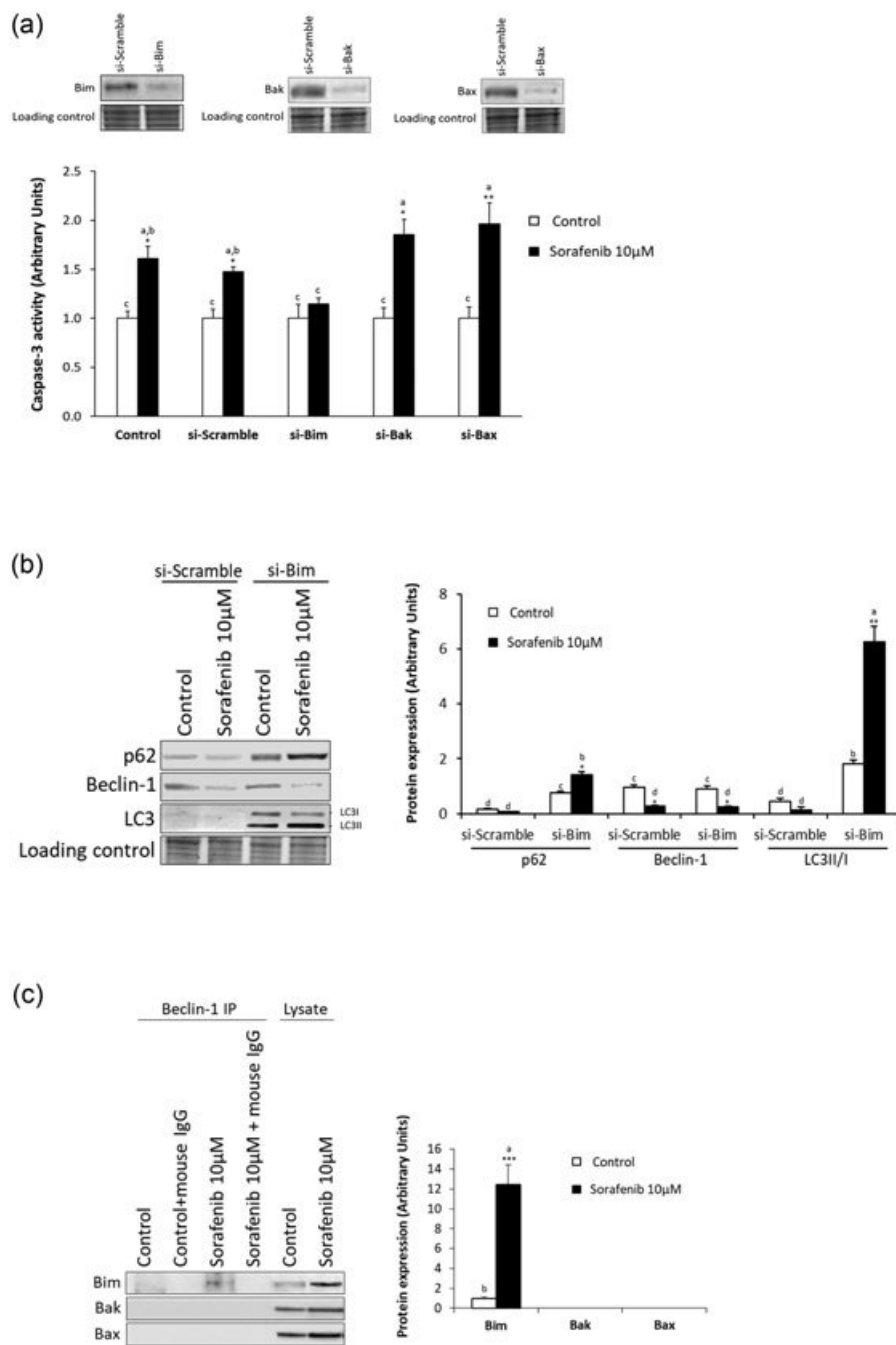 (a)
si-Scramble
si-Bim
si-Scramble
si-Bak
si-Scramble
si-Bax
Bim
Bak
Bax
Loading control
Loading control
Loading control
Caspase-3 activity (Arbitrary Units)
2.5
2.0
1.5
1.0
0.5
0.0
c
a,b
*
c
a,b
*
c
c
c
a
*
c
a
**
Control
Sorafenib 10μM
Control
si-Scramble
si-Bim
si-Bak
si-Bax
(b)
si-Scramble
si-Bim
Control
Sorafenib 10μM
Control
Sorafenib 10μM
p62
Beclin-1
LC3
LC3I
LC3II
Loading control
Protein expression (Arbitrary Units)
8
6
4
2
0
Control
Sorafenib 10μM
d
d
c
b
*
c
d
*
c
d
*
d
d
b
a
**
si-Scramble
si-Bim
si-Scramble
si-Bim
si-Scramble
si-Bim
p62
Beclin-1
LC3II/I
(c)
Beclin-1 IP
Lysate
Control
Control+mouse IgG
Sorafenib 10μM
Sorafenib 10μM + mouse IgG
Control
Sorafenib 10μM
Bim
Bak
Bax
Protein expression (Arbitrary Units)
16
14
12
10
8
6
4
2
0
b
a
***
Control
Sorafenib 10μM
Bim
Bak
Bax